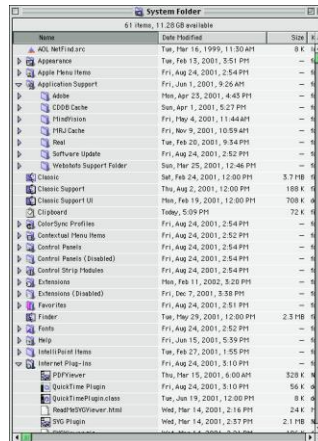 System Folder
61 items, 11.28 GB available
Name Date Modified Size
AOL NetFind.src Tue, Mar 16, 1999, 11:30 AM 8 K
Appearance Tue, Feb 13, 2001, 3:51 PM –
Apple Menu Items Fri, Aug 24, 2001, 2:54 PM –
Application Support Fri, Jun 1, 2001, 9:26 AM –
Adobe Mon, Apr 23, 2001, 4:43 PM –
CDDB Cache Sun, Apr 1, 2001, 5:27 PM –
MindVision Fri, May 4, 2001, 11:44 AM –
MRJ Cache Fri, Nov 9, 2001, 10:59 AM –
Real Tue, Feb 20, 2001, 9:34 PM –
Software Update Fri, Aug 24, 2001, 2:52 PM –
Webshots Support Folder Sun, Mar 25, 2001, 12:46 PM –
Classic Sat, Feb 24, 2001, 12:00 PM 3.7 MB
Classic Support Thu, Aug 2, 2001, 12:00 PM 188 K
Classic Support UI Mon, Feb 19, 2001, 12:00 PM 708 K
Clipboard Today, 5:09 PM 72 K
ColorSync Profiles Fri, Aug 24, 2001, 2:54 PM –
Contextual Menu Items Fri, Aug 24, 2001, 2:52 PM –
Control Panels Fri, Aug 24, 2001, 2:54 PM –
Control Panels (Disabled) Fri, Aug 24, 2001, 2:52 PM –
Control Strip Modules Fri, Aug 24, 2001, 2:54 PM –
Extensions Mon, Feb 11, 2002, 3:20 PM –
Extensions (Disabled) Fri, Dec 7, 2001, 3:38 PM –
Favorites Fri, Aug 24, 2001, 2:51 PM –
Finder Tue, May 29, 2001, 12:00 PM 2.3 MB
Fonts Fri, Aug 24, 2001, 2:52 PM –
Help Fri, Jun 15, 2001, 5:39 PM –
IntelliPoint Items Tue, Feb 27, 2001, 1:55 PM –
Internet Plug-Ins Fri, Aug 24, 2001, 3:10 PM –
PDFViewer Thu, Mar 15, 2001, 6:00 AM 328 K
QuickTime Plugin Fri, Aug 24, 2001, 3:10 PM 56 K
QuickTimePlugin.class Tue, Jun 19, 2001, 12:00 PM 8 K
ReadMeSVGViewer.html Wed, Mar 14, 2001, 2:16 PM 24 K
SVG Plugin Wed, Mar 14, 2001, 2:37 PM 2.1 MB